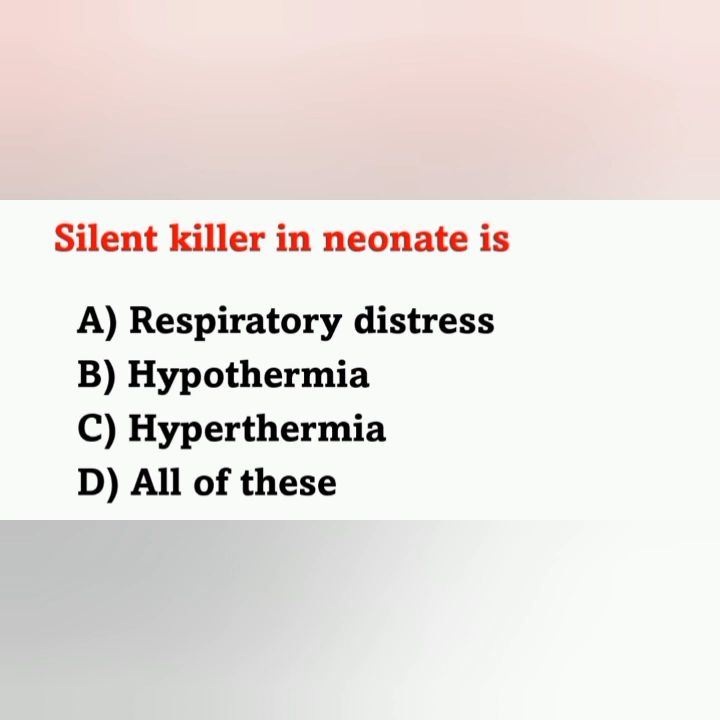 Silent killer in neonate is
A) Respiratory distress
B) Hypothermia
C) Hyperthermia
D) All of these